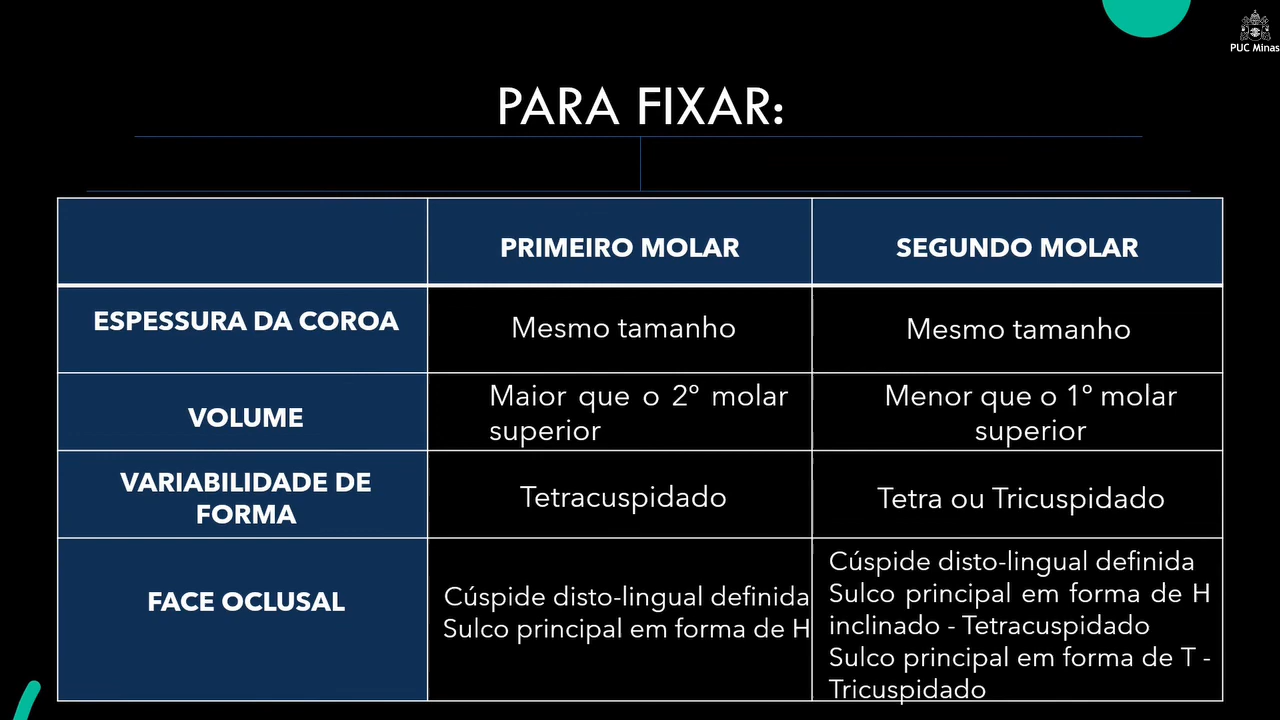 PUC Minas
PARA FIXAR:
PRIMEIRO MOLAR
SEGUNDO MOLAR
ESPESSURA DA COROA
Mesmo tamanho
Mesmo tamanho
VOLUME
Maior que o 2º molar
superior
Menor que o 1º molar
superior
VARIABILIDADE DE
FORMA
Tetracuspidado
Tetra ou Tricuspidado
FACE OCLUSAL
Cúspide disto-lingual definida
Sulco principal em forma de H
Cúspide disto-lingual definida
Sulco principal em forma de H
inclinado - Tetracuspidado
Sulco principal em forma de T -
Tricuspidado